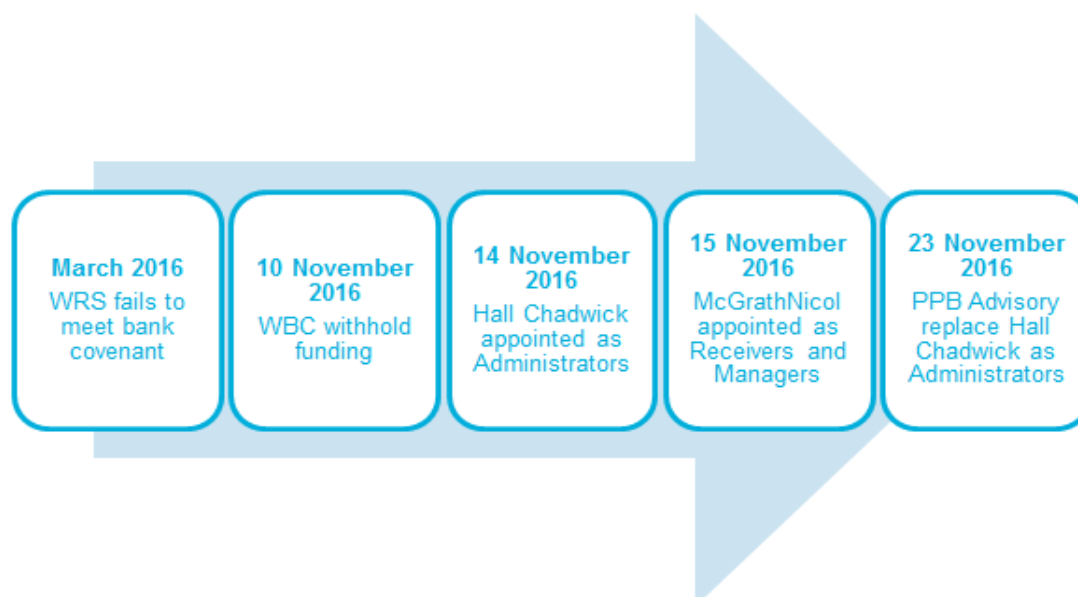 March 2016
WRS fails to
meet bank
covenant
10 November
2016
WBC withhold
funding
14 November
2016
Hall Chadwick
appointed as
Administrators
15 November
2016
McGrathNicol
appointed as
Receivers and
Managers
23 November
2016
PPB Advisory
replace Hall
Chadwick as
Administrators